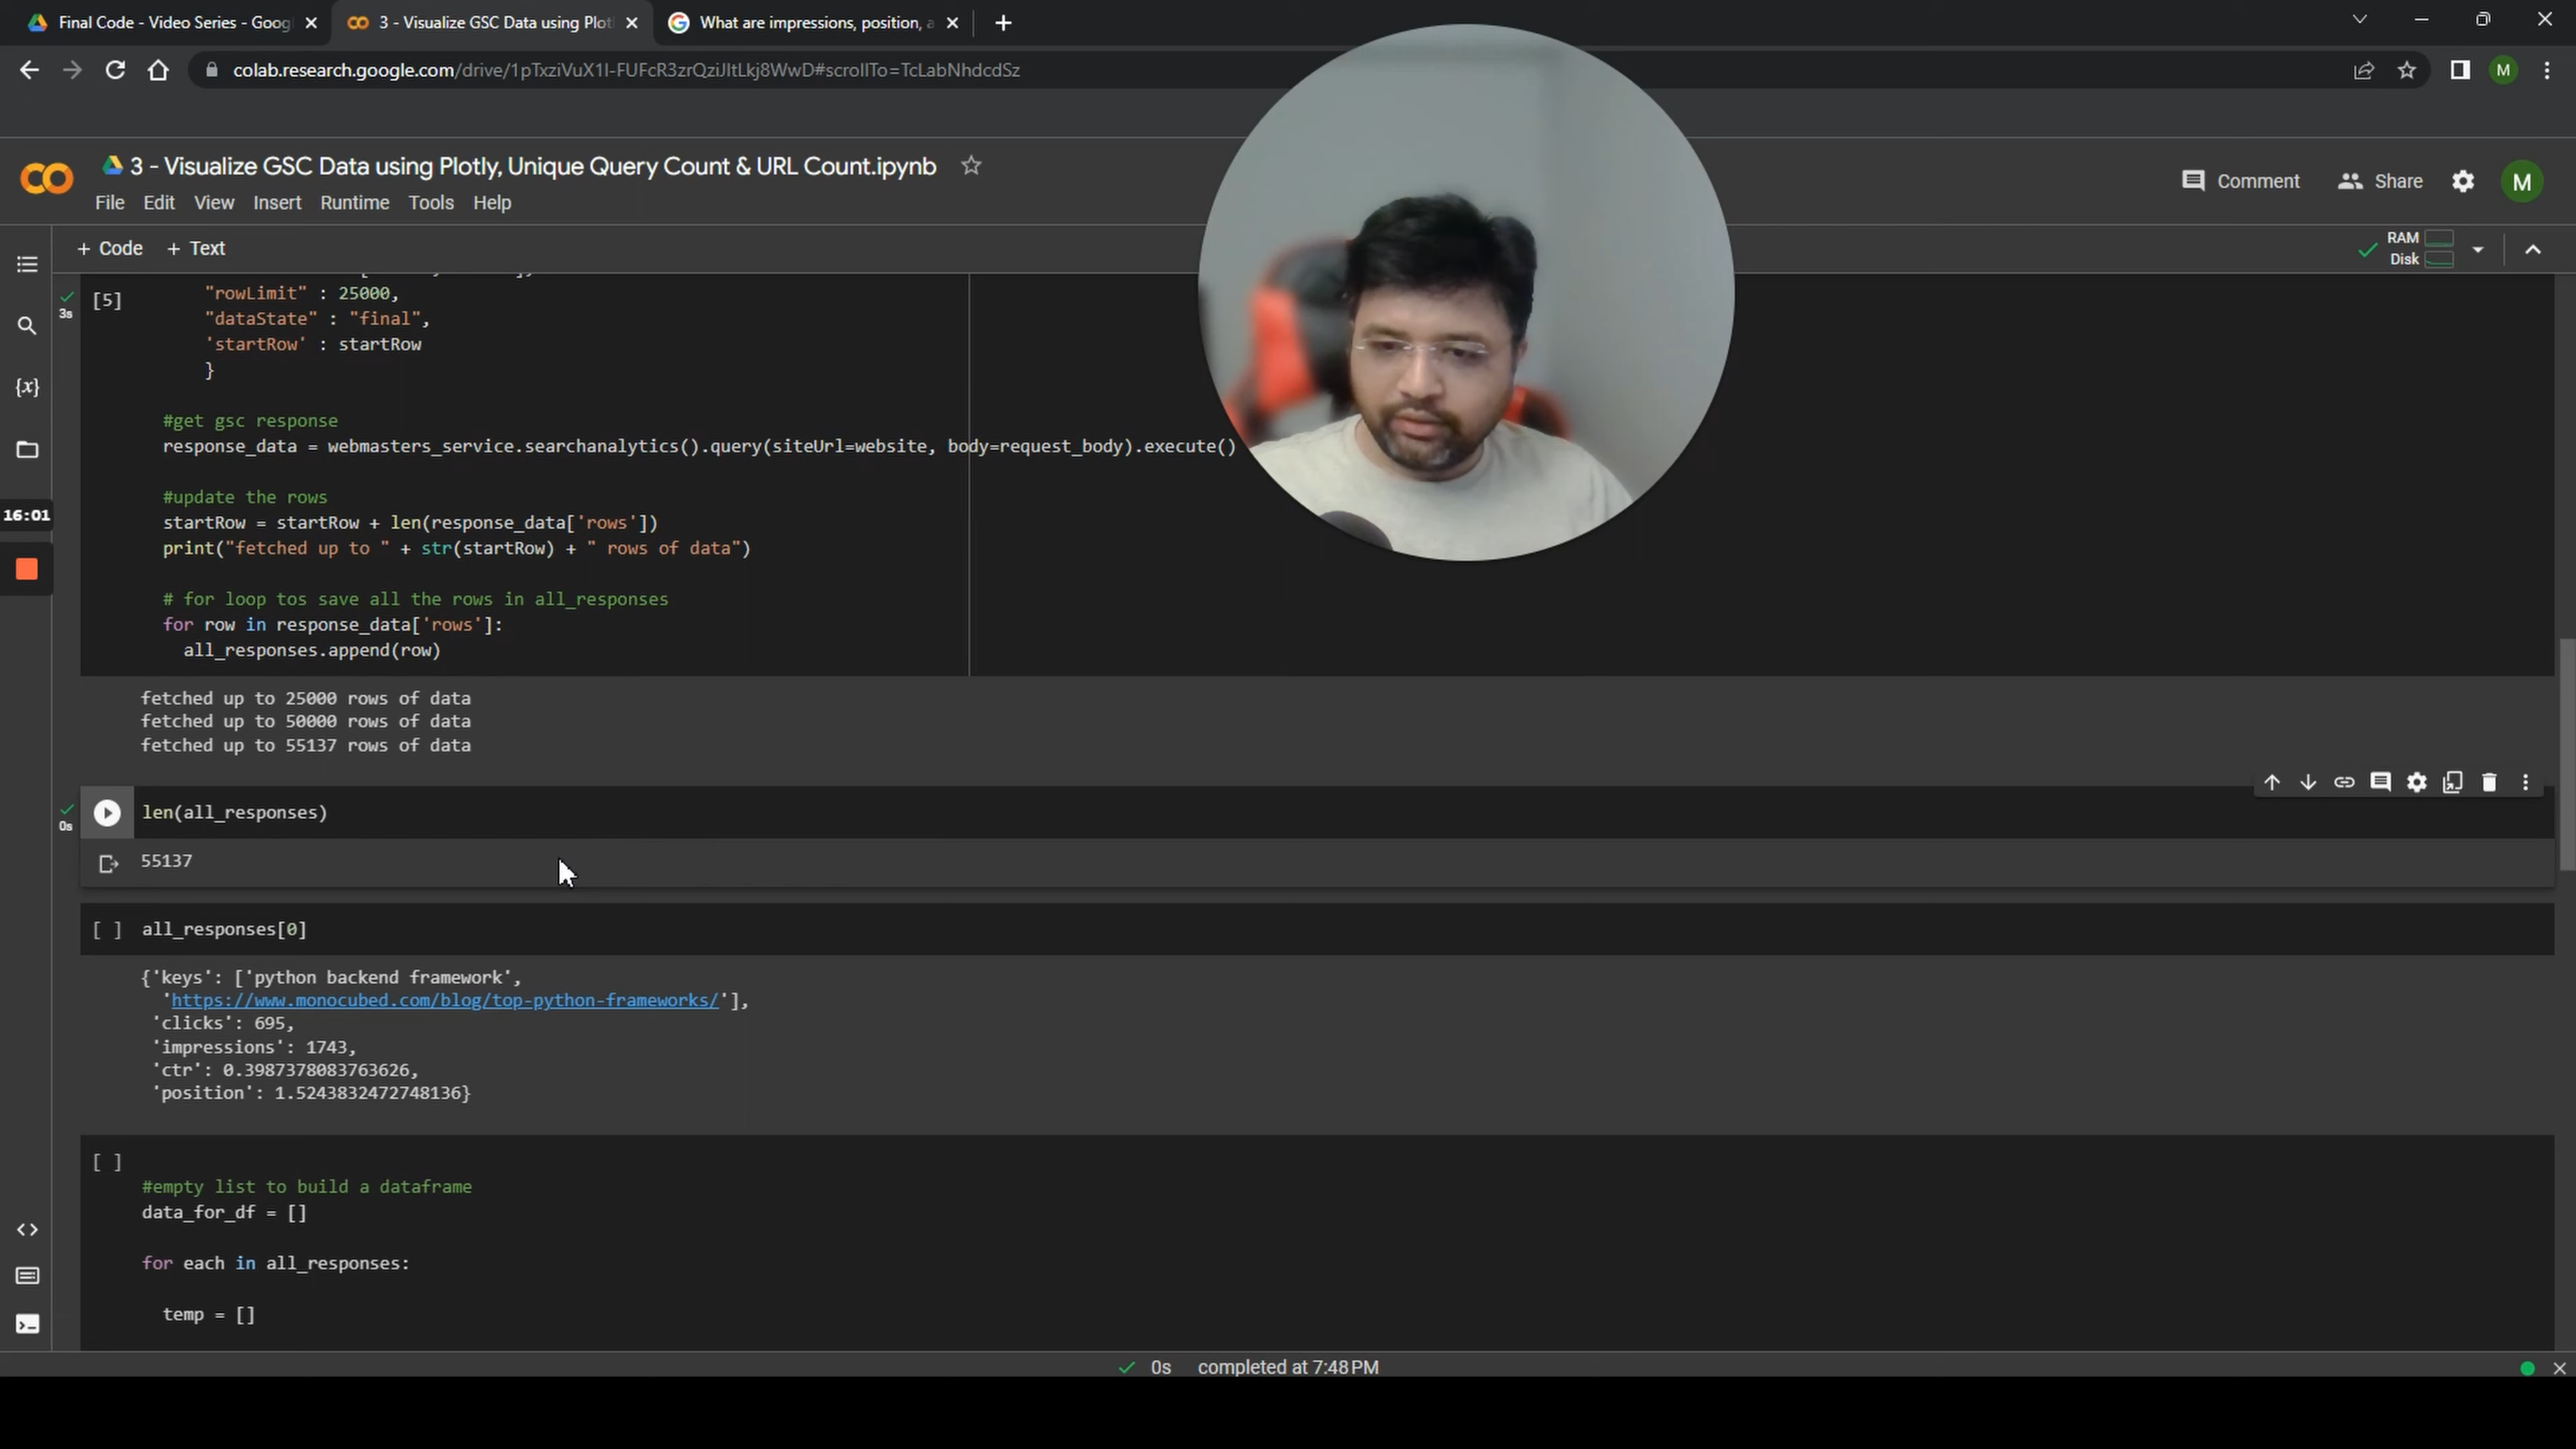 Final Code - Video Series - Goog
3 - Visualize GSC Data using Plotl
What are impressions, position, a
colab.research.google.com/drive/1pTxziVuX1I-FUFcR3zrQziJltLkj8WwD#scrollTo=TcLabNhdcdSz
M
3 - Visualize GSC Data using Plotly, Unique Query Count & URL Count.ipynb
Comment
Share
M
File Edit View Insert Runtime Tools Help
+ Code + Text
RAM
Disk
[5]
3s
"rowLimit" : 25000,
"dataState" : "final",
'startRow' : startRow
}
{x}
#get gsc response
response_data = webmasters_service.searchanalytics().query(siteUrl=website, body=request_body).execute()
#update the rows
16:01
startRow = startRow + len(response_data['rows'])
print("fetched up to " + str(startRow) + " rows of data")
# for loop tos save all the rows in all_responses
for row in response_data['rows']:
all_responses.append(row)
fetched up to 25000 rows of data
fetched up to 50000 rows of data
fetched up to 55137 rows of data
0s
len(all_responses)
55137
[ ] all_responses[0]
{'keys': ['python backend framework',
'https://www.monocubed.com/blog/top-python-frameworks/'],
'clicks': 695,
'impressions': 1743,
'ctr': 0.3987378083763626,
'position': 1.5243832472748136}
[ ]
#empty list to build a dataframe
data_for_df = []
for each in all_responses:
temp = []
0s completed at 7:48 PM